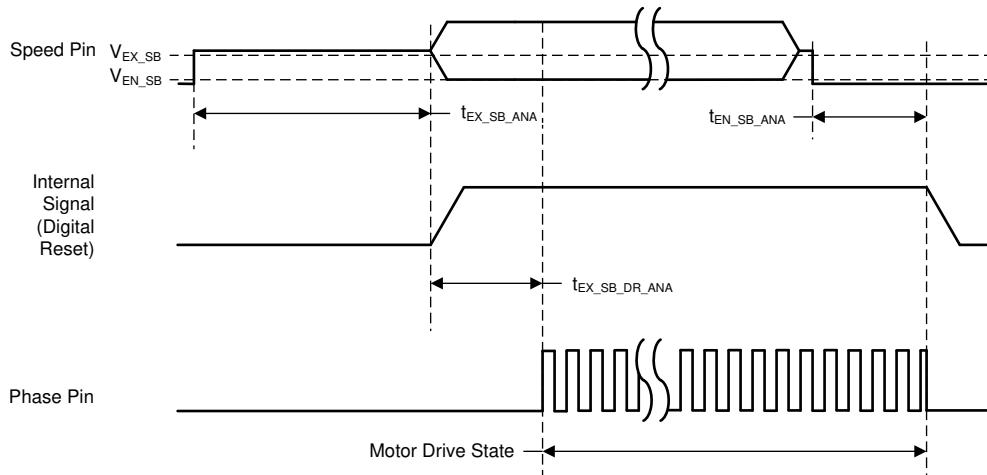 Speed Pin
V_EX_SB
V_EN_SB
t_EX_SB_ANA
t_EN_SB_ANA
Internal
Signal
(Digital
Reset)
t_EX_SB_DR_ANA
Phase Pin
Motor Drive State